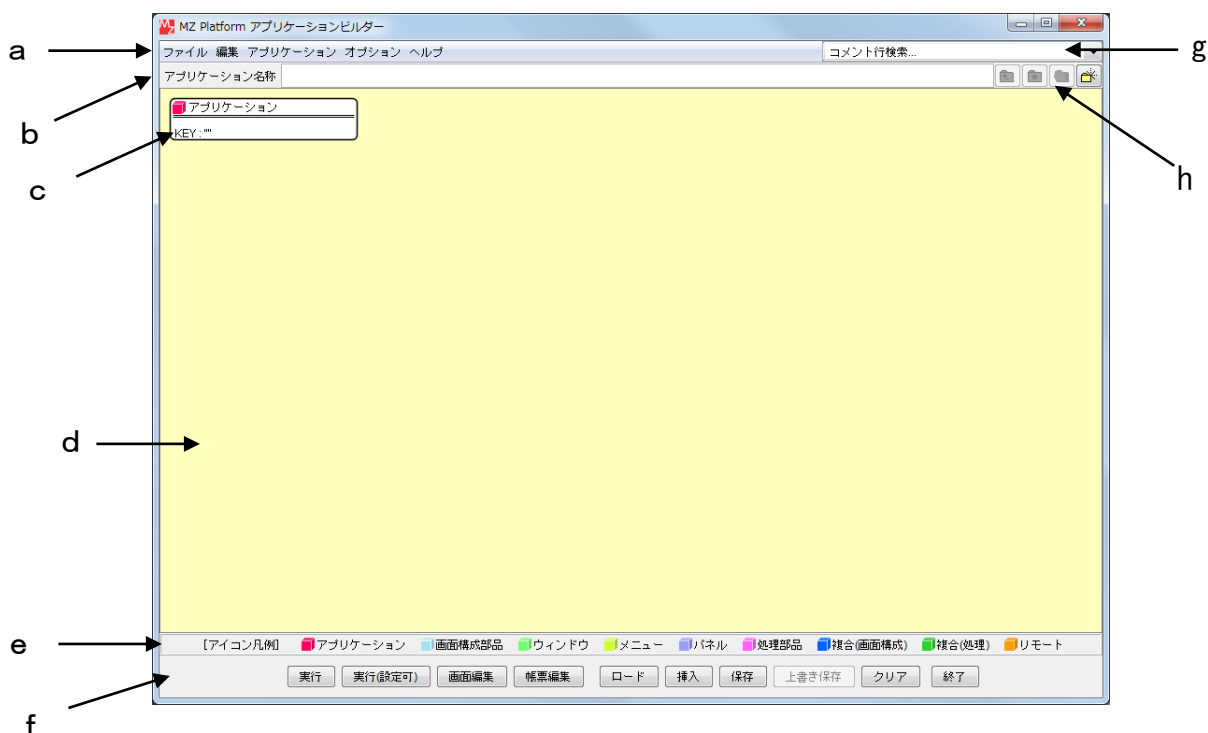 MZ Platform アプリケーションビルダー
a
ファイル 編集 アプリケーション オプション ヘルプ
コメント行検索...
g
アプリケーション名称
b
アプリケーション
KEY : ""
c
h
d
e
[アイコン凡例] アプリケーション 画面構成部品 ウィンドウ メニュー パネル 処理部品 複合(画面構成) 複合(処理) リモート
実行 実行(設定可) 画面編集 帳票編集 ロード 挿入 保存 上書き保存 クリア 終了
f